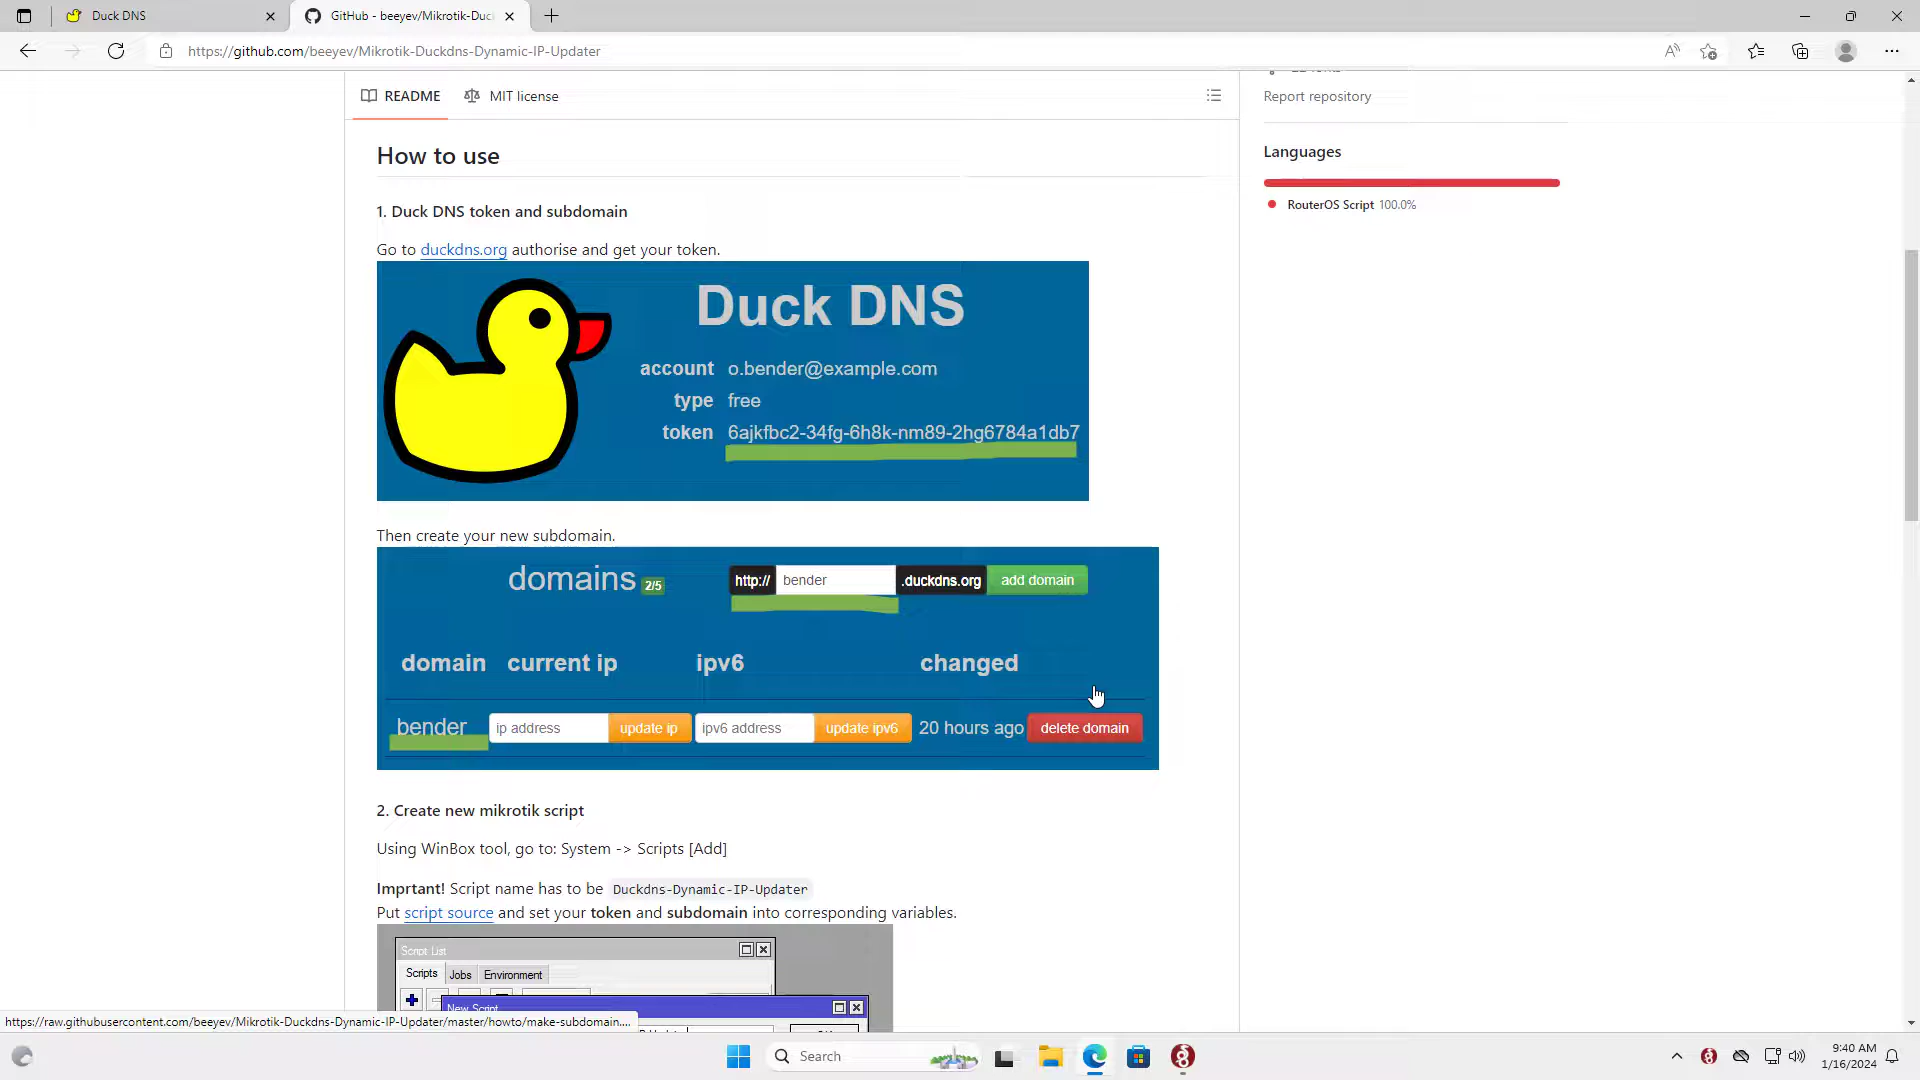 Duck DNS
GitHub - beeyev/Mikrotik-Duc
https://github.com/beeyev/Mikrotik-Duckdns-Dynamic-IP-Updater
README
MIT license
Report repository
How to use
Languages
RouterOS Script 100.0%
1. Duck DNS token and subdomain
Go to duckdns.org authorise and get your token.
Duck DNS
account o.bender@example.com
type free
token 6ajkfbc2-34fg-6h8k-nm89-2hg6784a1db7
Then create your new subdomain.
domains 2/5 http:// bender .duckdns.org add domain
domain current ip ipv6 changed
bender ip address update ip ipv6 address update ipv6 20 hours ago delete domain
2. Create new mikrotik script
Using WinBox tool, go to: System -> Scripts [Add]
Imprtant! Script name has to be Duckdns-Dynamic-IP-Updater
Put script source and set your token and subdomain into corresponding variables.
Script List
Scripts Jobs Environment
New Script
https://raw.githubusercontent.com/beeyev/Mikrotik-Duckdns-Dynamic-IP-Updater/master/howto/make-subdomain....
Search
9:40 AM
1/16/2024